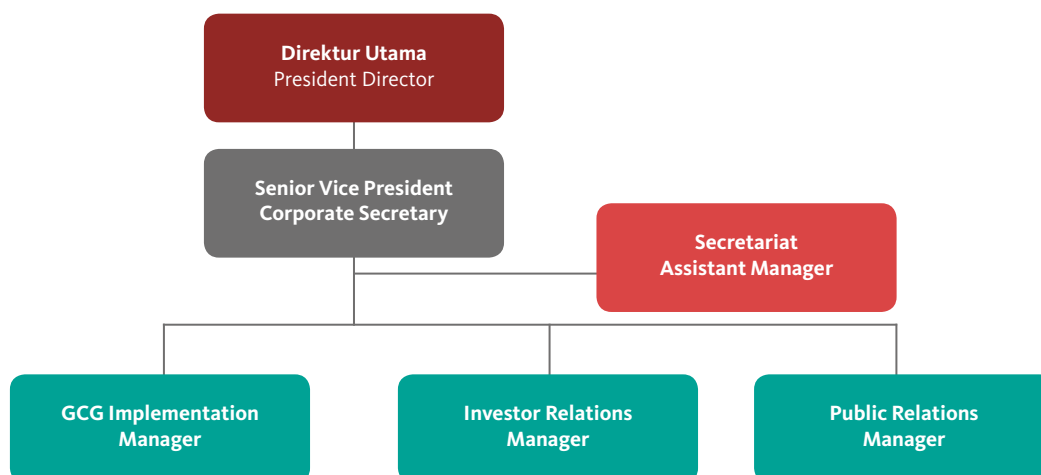 Direktur Utama
President Director
Senior Vice President
Corporate Secretary
Secretariat
Assistant Manager
GCG Implementation
Manager
Investor Relations
Manager
Public Relations
Manager